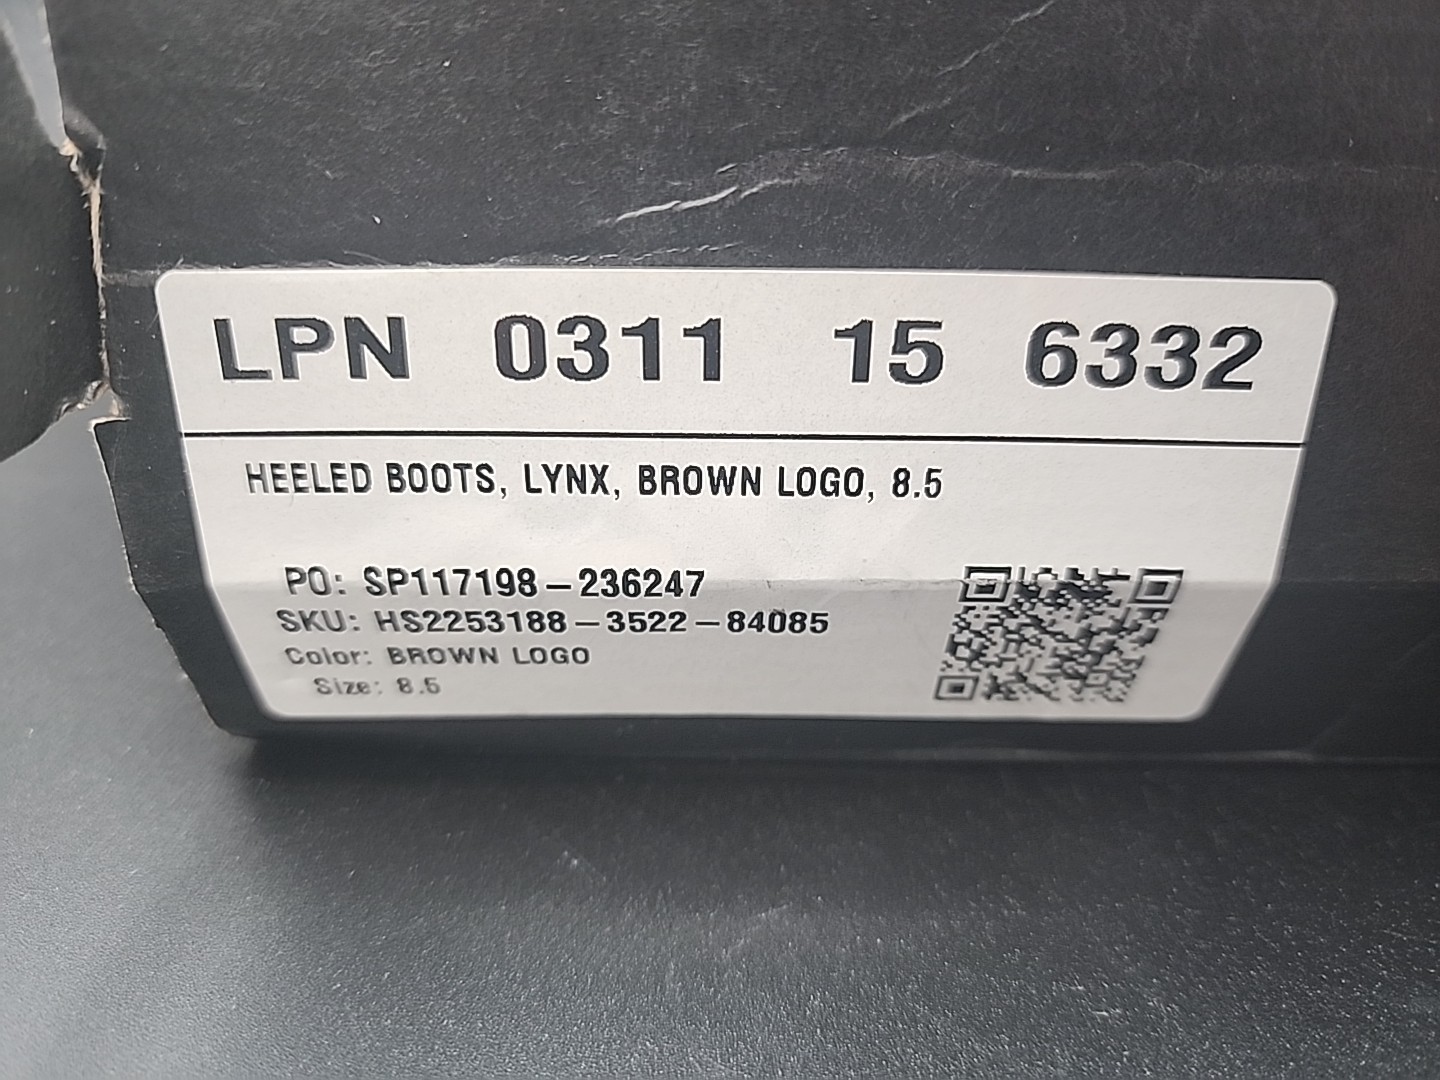 LPN 0311 15 6332
HEELED BOOTS, LYNX, BROWN LOGO, 8.5
PO: SP117198-236247
SKU: HS2253188-3522-84085
Color: BROWN LOGO
Size: 8.5